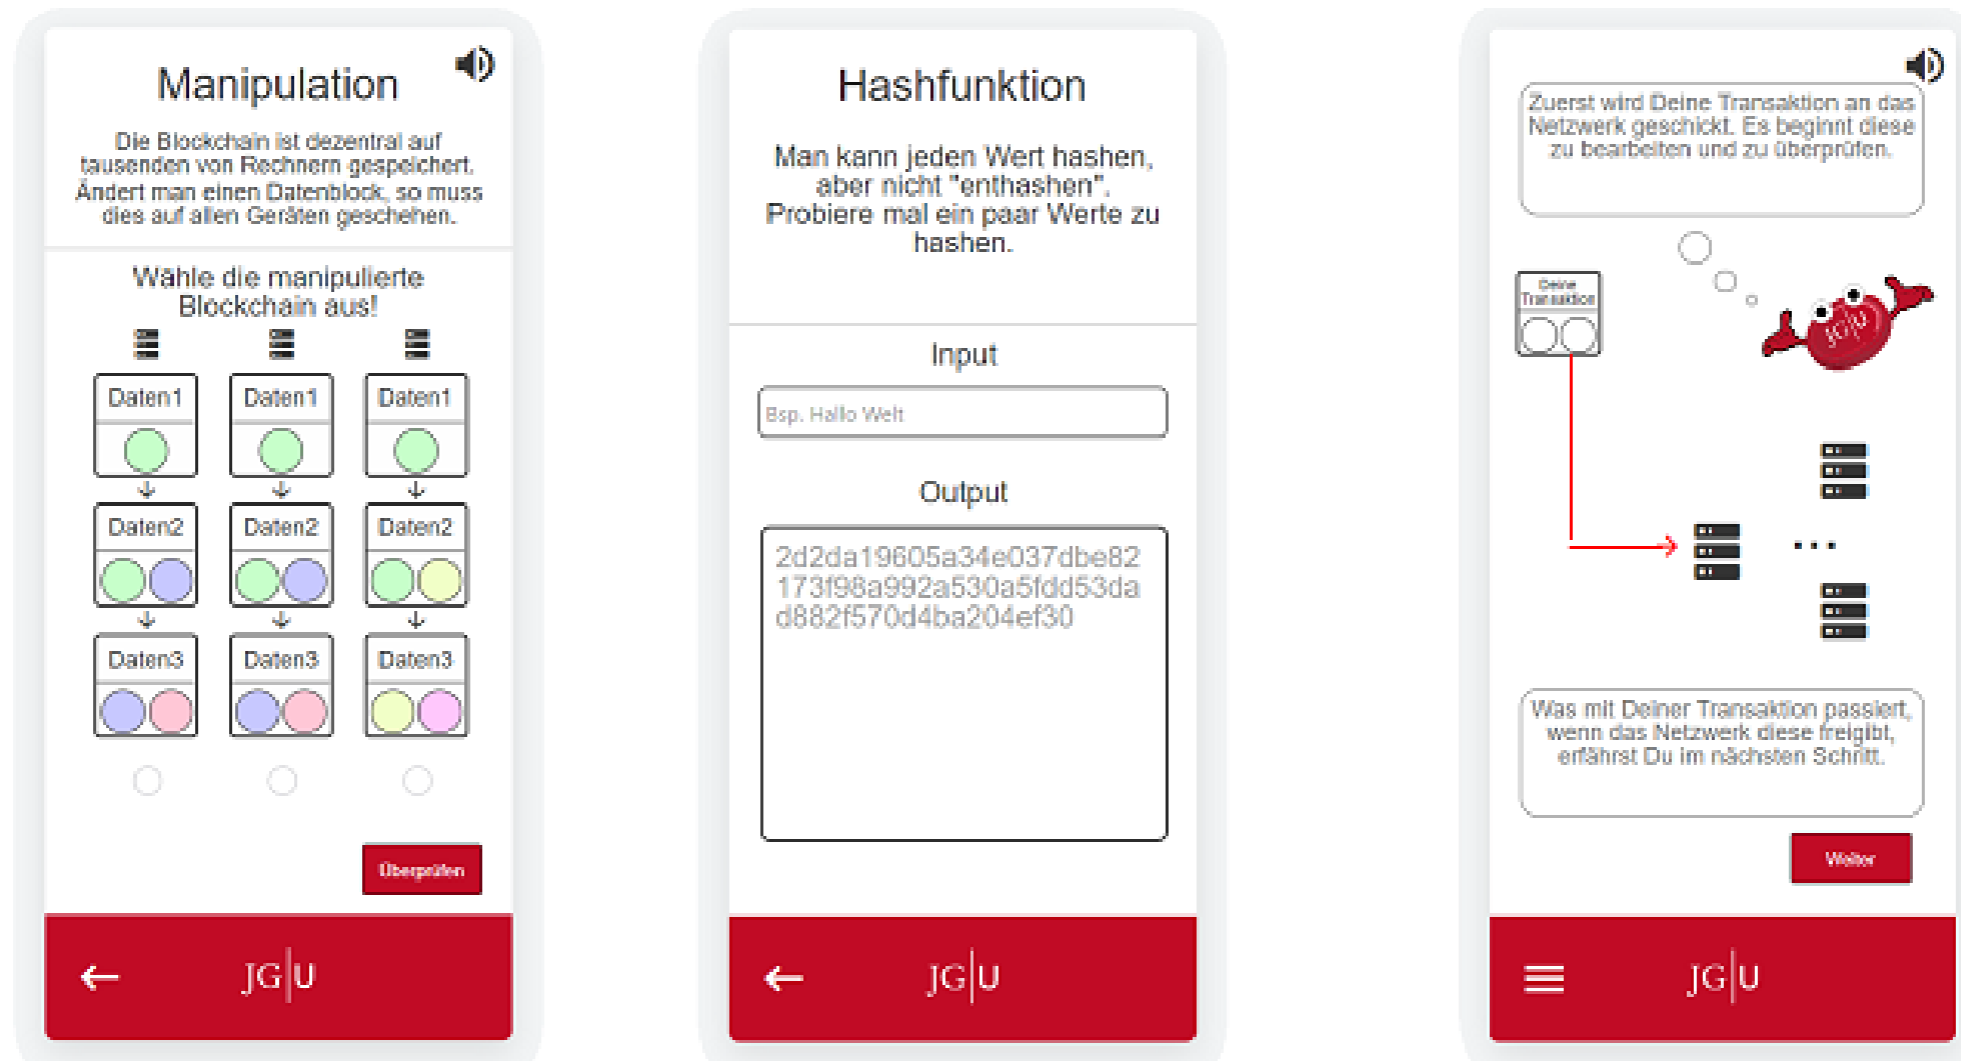 Manipulation
Die Blockchain ist dezentral auf
tausenden von Rechnern gespeichert.
Ändert man einen Datenblock, so muss
dies auf allen Geräten geschehen.
Wähle die manipulierte
Blockchain aus!
Daten1 Daten1 Daten1
Daten2 Daten2 Daten2
Daten3 Daten3 Daten3
Überprüfen
JG|U
Hashfunktion
Man kann jeden Wert hashen,
aber nicht "enthashen".
Probiere mal ein paar Werte zu
hashen.
Input
Bsp. Hallo Welt
Output
2d2da19605a34e037dbe82
173f98a992a530a5fdd53da
d882f570d4ba204ef30
JG|U
Zuerst wird Deine Transaktion an das
Netzwerk geschickt. Es beginnt diese
zu bearbeiten und zu überprüfen.
Deine
Transaktion
JG|U
...
Was mit Deiner Transaktion passiert,
wenn das Netzwerk diese freigibt,
erfährst Du im nächsten Schritt.
Weiter
JG|U